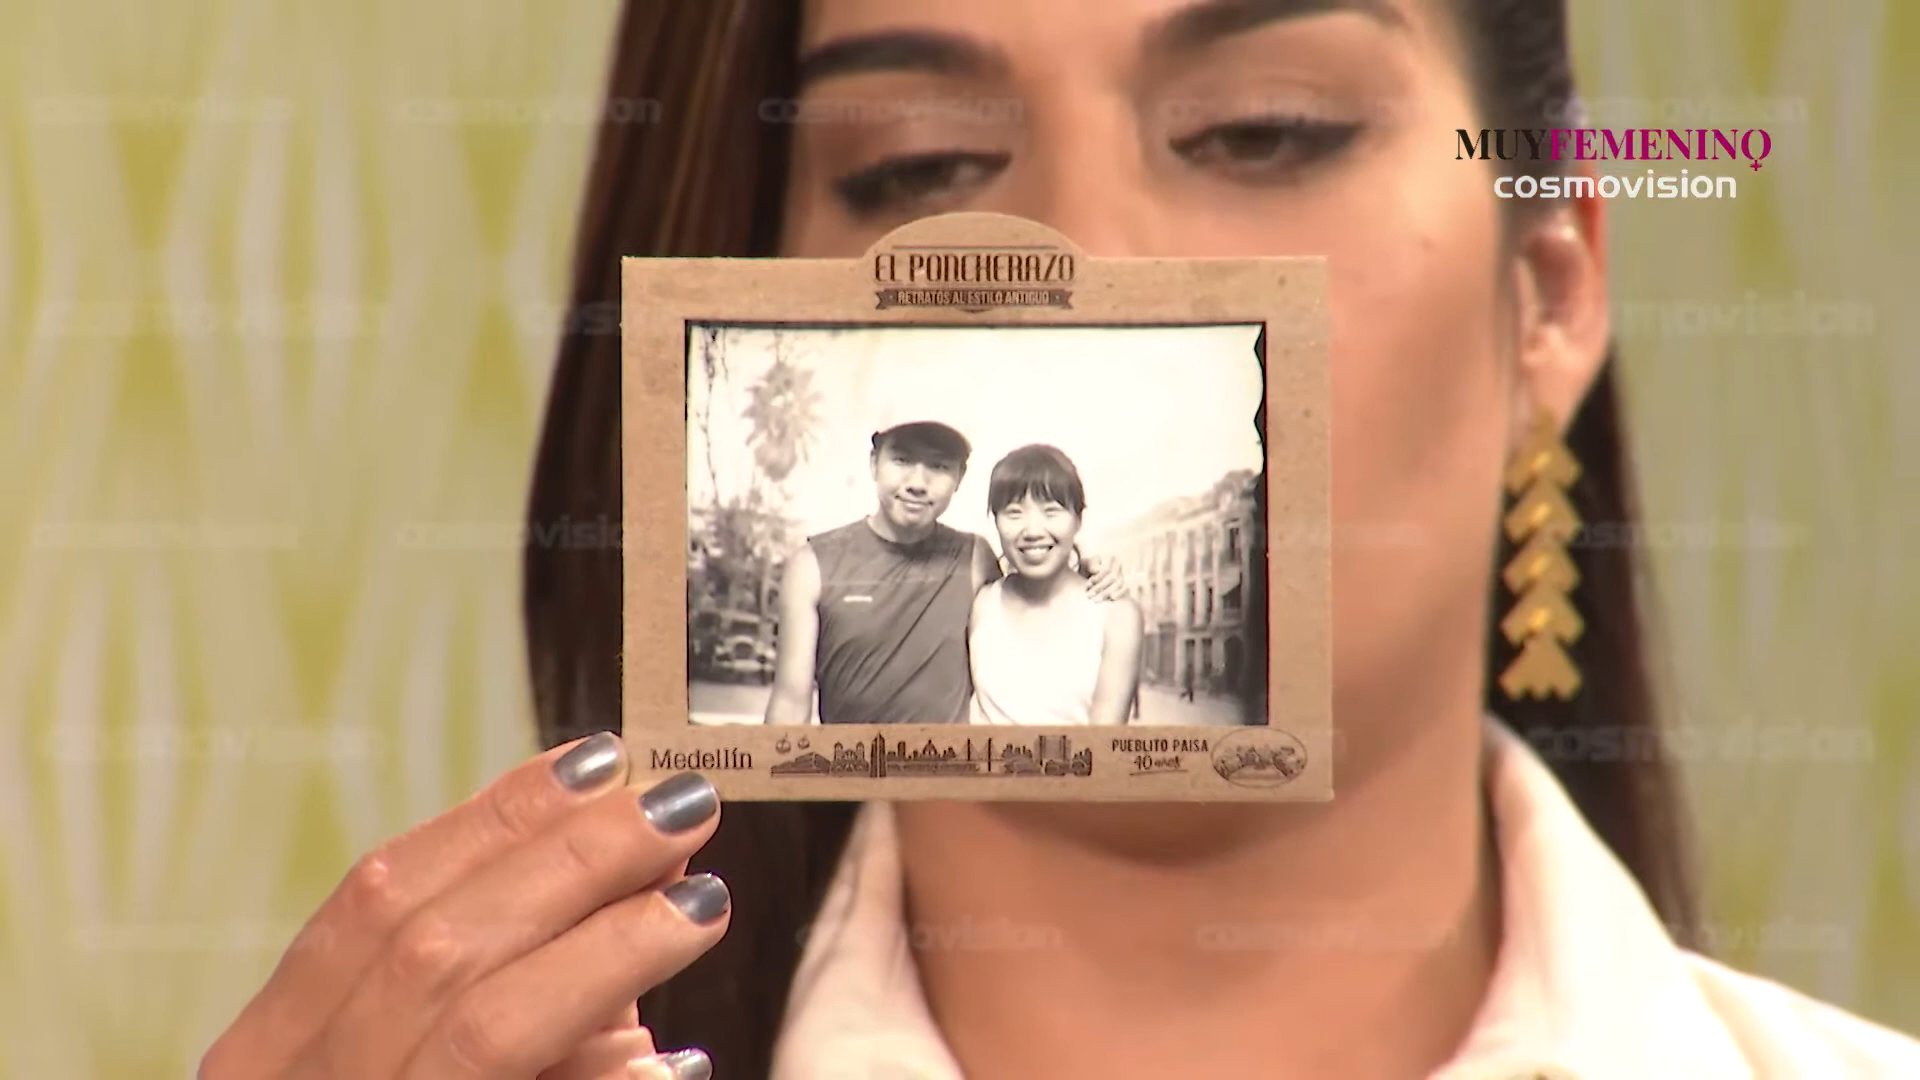 MUYFEMENINO
cosmovision
EL PONCHERAZO
RETRATOS AL ESTILO ANTIGUO
Medellín
PUEBLITO PAISA
40 años